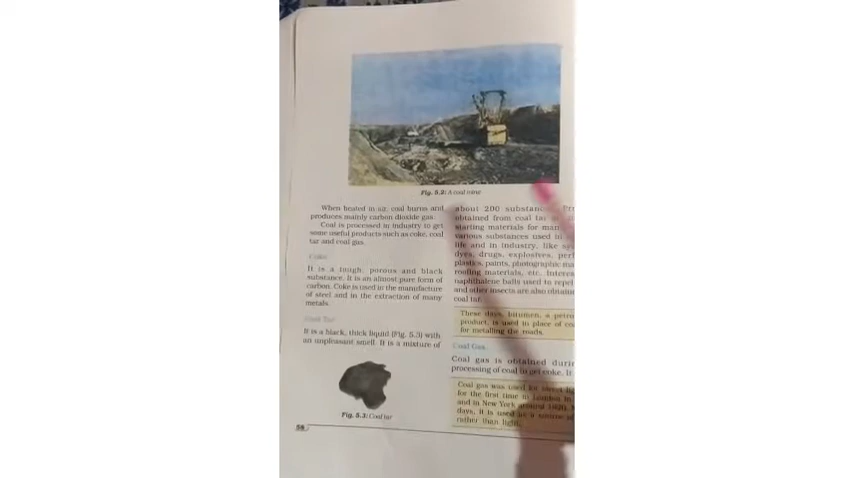 Fig. 5.2: A coal mine
When heated in air, coal burns and
produces mainly carbon dioxide gas.
Coal is processed in industry to get
some useful products such as coke, coal
tar and coal gas.
Coke
It is a tough, porous and black
substance. It is an almost pure form of
carbon. Coke is used in the manufacture
of steel and in the extraction of many
metals.
Coal Tar
It is a black, thick liquid (Fig. 5.3) with
an unpleasant smell. It is a mixture of
Fig. 5.3: Coal tar
about 200 substances.
obtained from coal tar
starting materials for
various substances used
life and in industry, like
dyes, drugs, explosives,
plastics, paints, photographic
roofing materials, etc.
naphthalene balls used to repel
and other insects are also
coal tar.
These days, bitumen, a
product, is used in place of
for metalling the roads.
Coal Gas
Coal gas is obtained
processing of coal to get coke. It
Coal gas was used for street
for the first time in London in
and in New York around 1820.
days, it is used as a source of
rather than light.
56